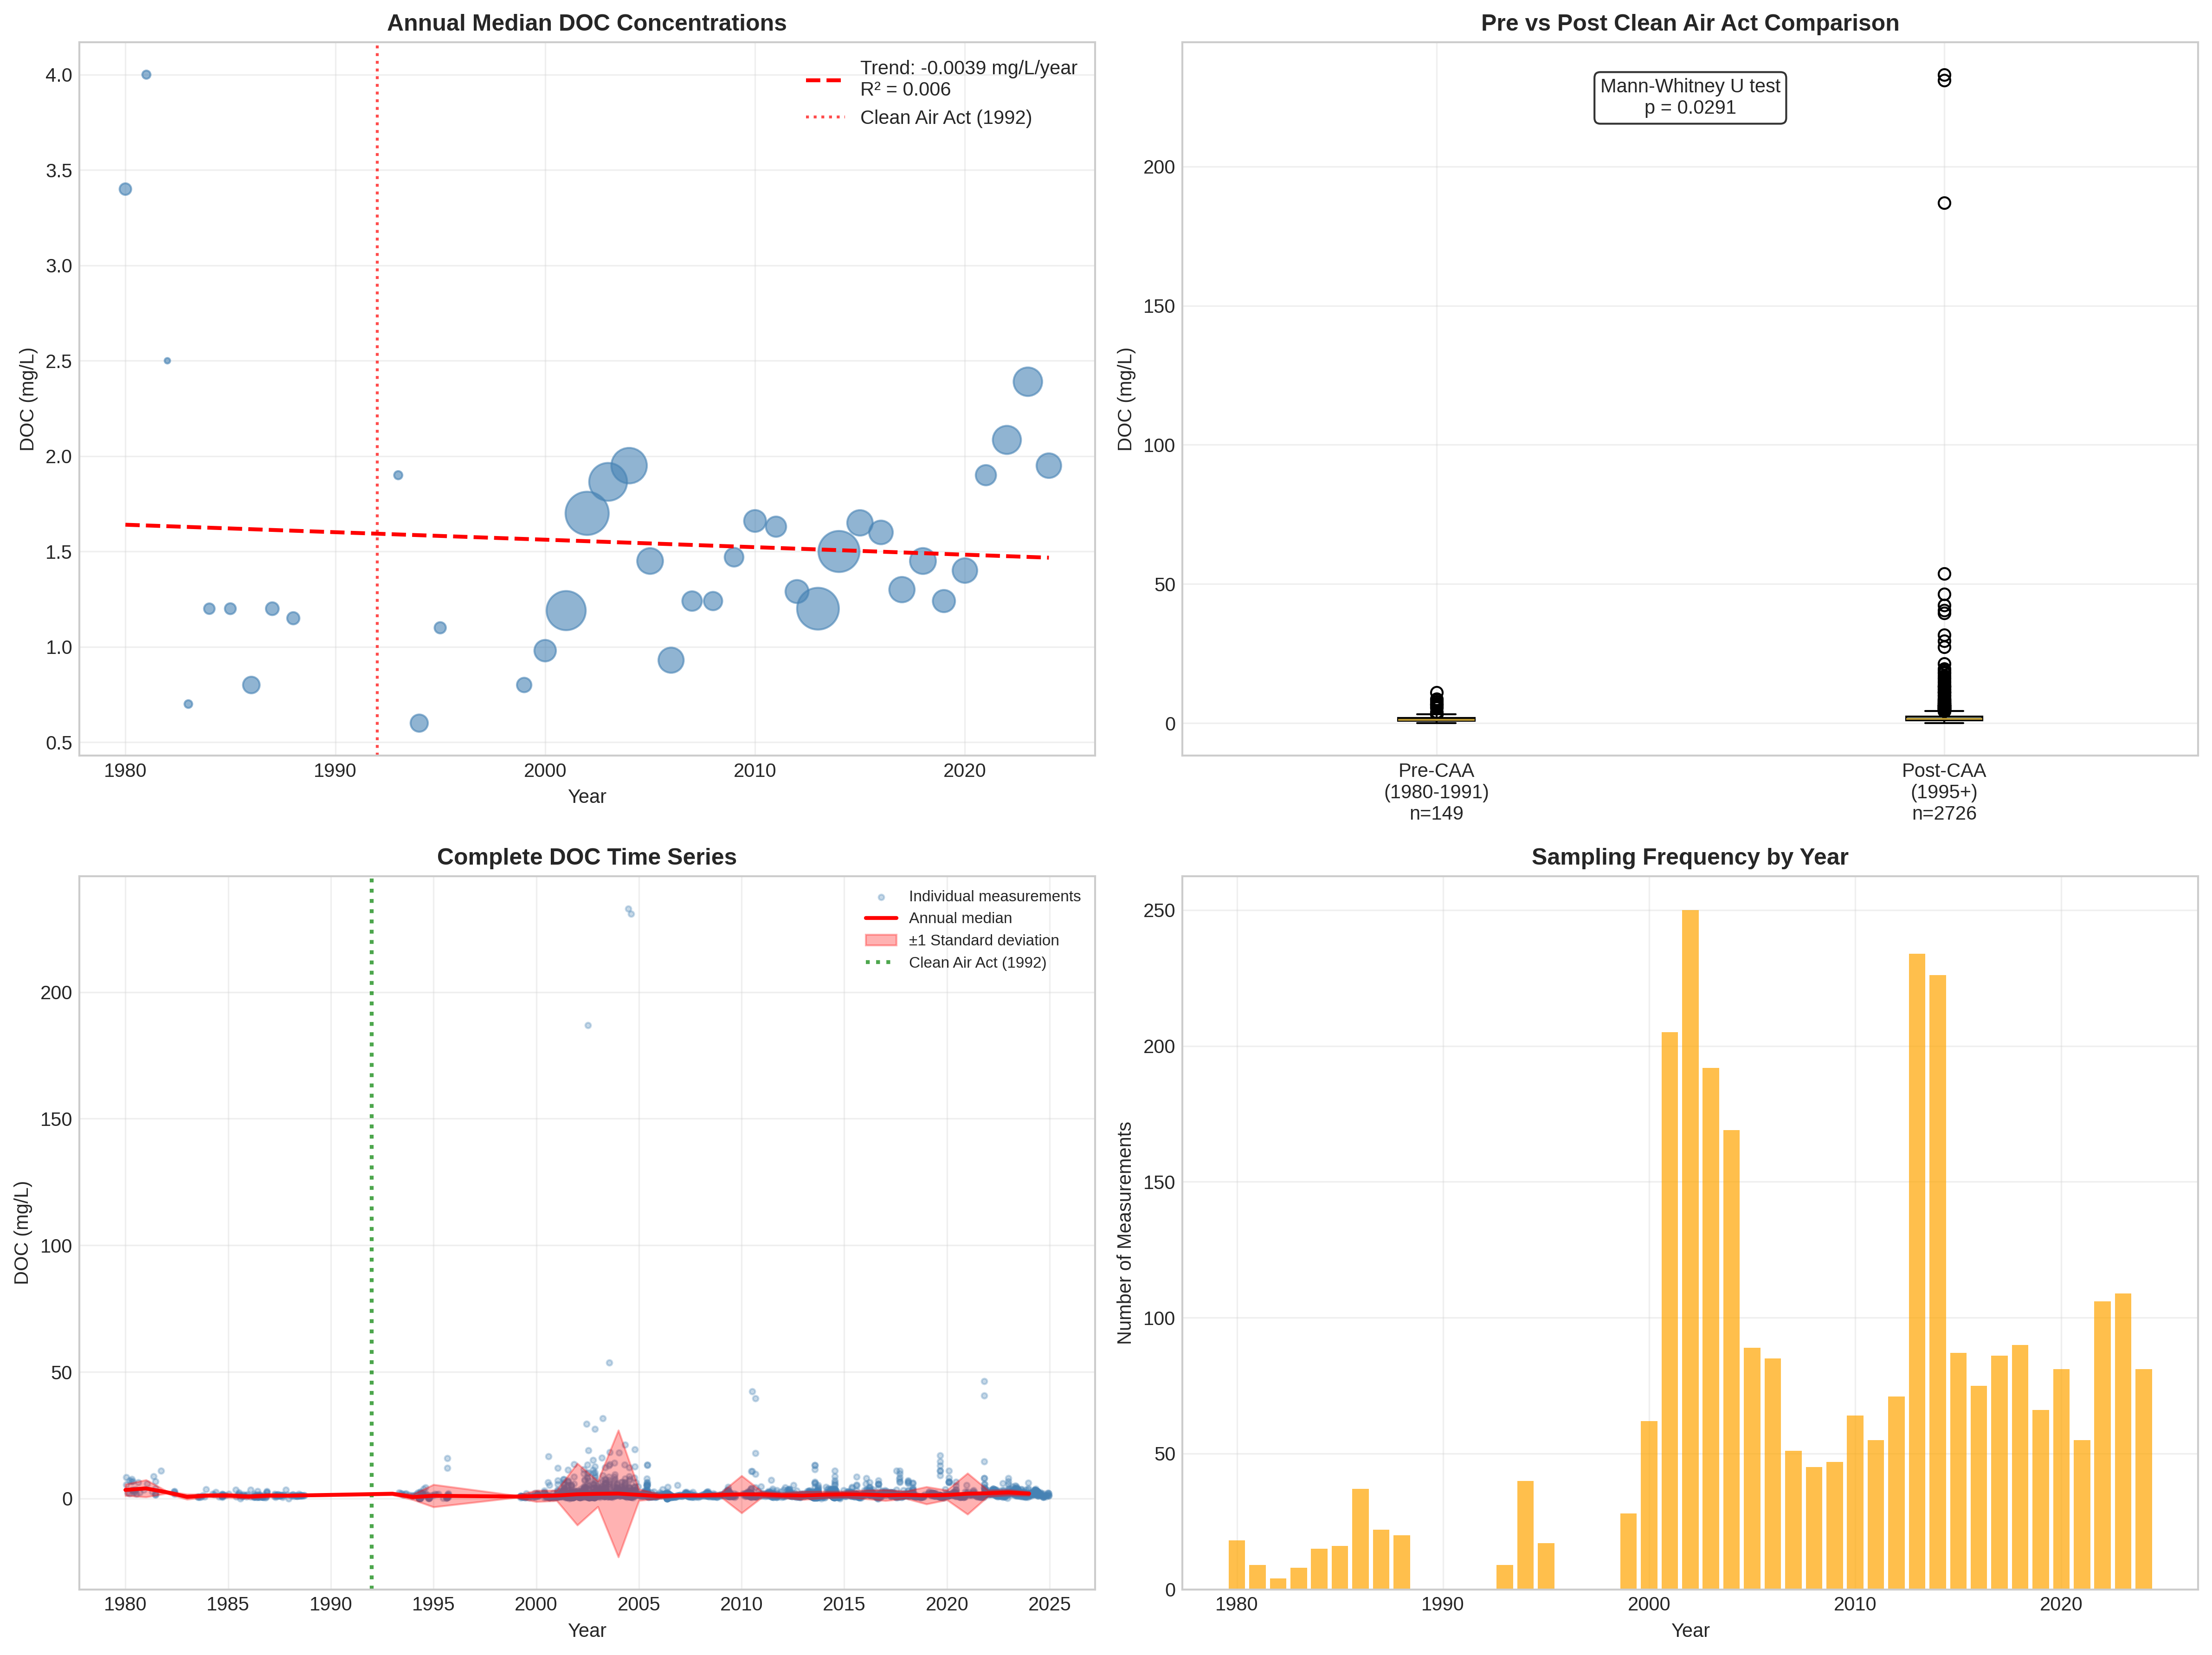 Annual Median DOC Concentrations
DOC (mg/L)
4.0
3.5
3.0
2.5
2.0
1.5
1.0
0.5
Trend: -0.0039 mg/L/year
R² = 0.006
Clean Air Act (1992)
1980
1990
2000
2010
2020
Year
Pre vs Post Clean Air Act Comparison
DOC (mg/L)
200
150
100
50
0
Mann-Whitney U test
p = 0.0291
Pre-CAA
(1980-1991)
n=149
Post-CAA
(1995+)
n=2726
Complete DOC Time Series
DOC (mg/L)
200
150
100
50
0
Individual measurements
Annual median
±1 Standard deviation
Clean Air Act (1992)
1980
1985
1990
1995
2000
2005
2010
2015
2020
2025
Year
Sampling Frequency by Year
Number of Measurements
250
200
150
100
50
0
1980
1990
2000
2010
2020
Year